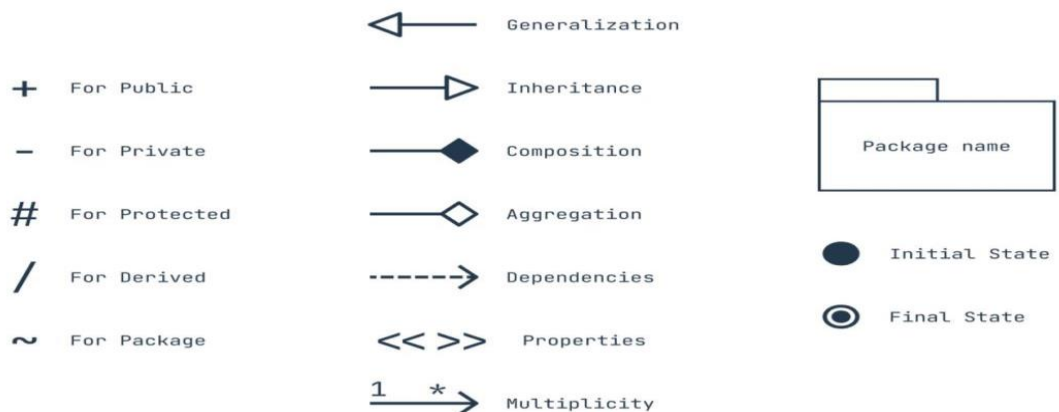 Generalization
+ For Public
Inheritance
- For Private
Composition
Package name
# For Protected
Aggregation
Initial State
/ For Derived
Dependencies
Final State
~ For Package
<< >> Properties
1 * Multiplicity